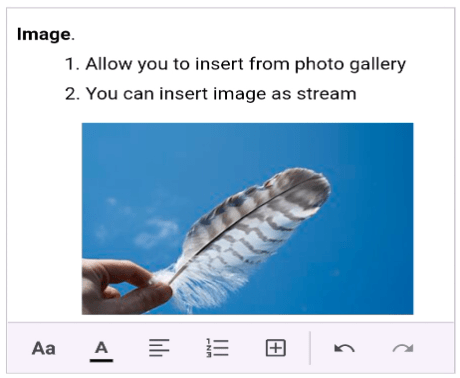 Image.
1. Allow you to insert from photo gallery
2. You can insert image as stream
Aa A